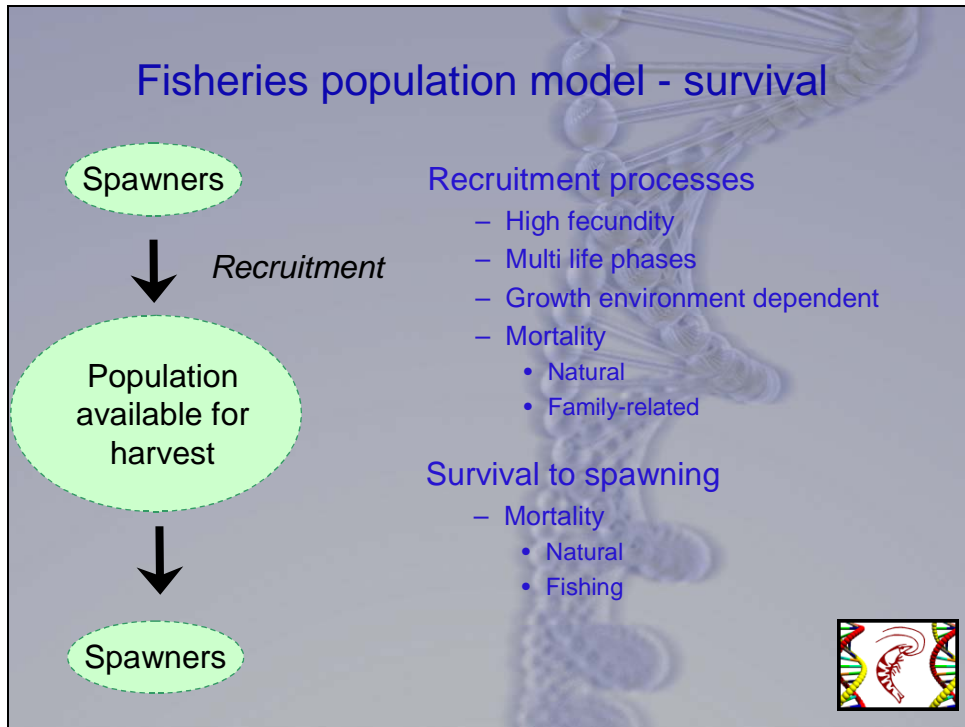 Fisheries population model - survival
Spawners
Recruitment
Population
available for
harvest
Spawners
Recruitment processes
– High fecundity
– Multi life phases
– Growth environment dependent
– Mortality
• Natural
• Family-related
Survival to spawning
– Mortality
• Natural
• Fishing